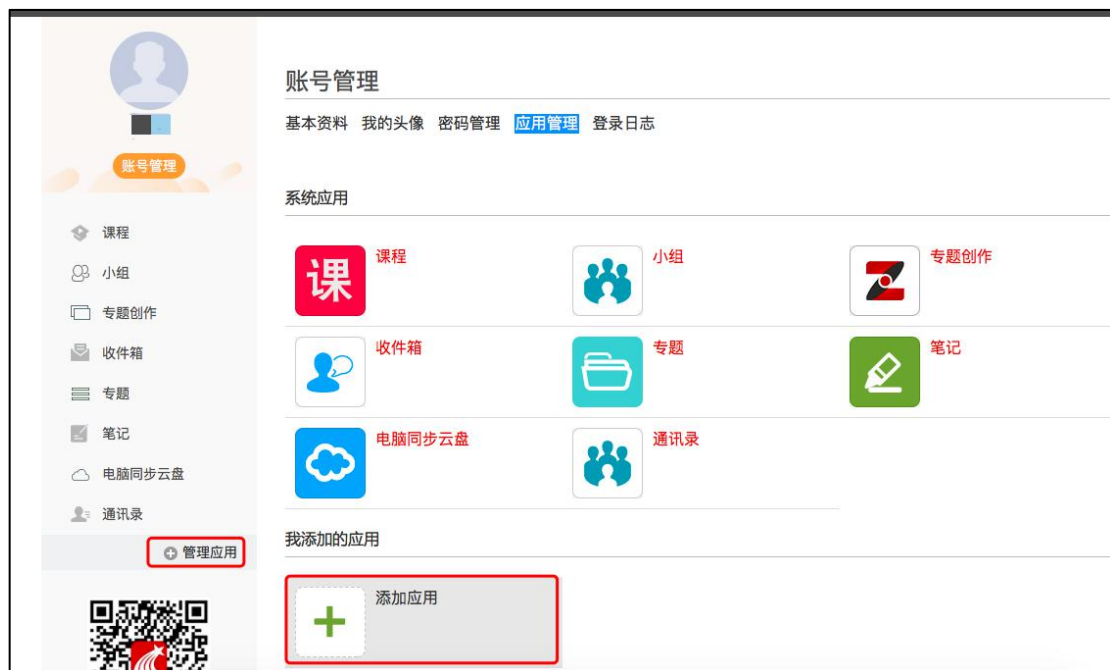 账号管理
课程
小组
专题创作
收件箱
专题
笔记
电脑同步云盘
通讯录
管理应用
账号管理
基本资料 我的头像 密码管理 应用管理 登录日志
系统应用
课 课程 小组 专题创作
收件箱 专题 笔记
电脑同步云盘 通讯录
我添加的应用
添加应用